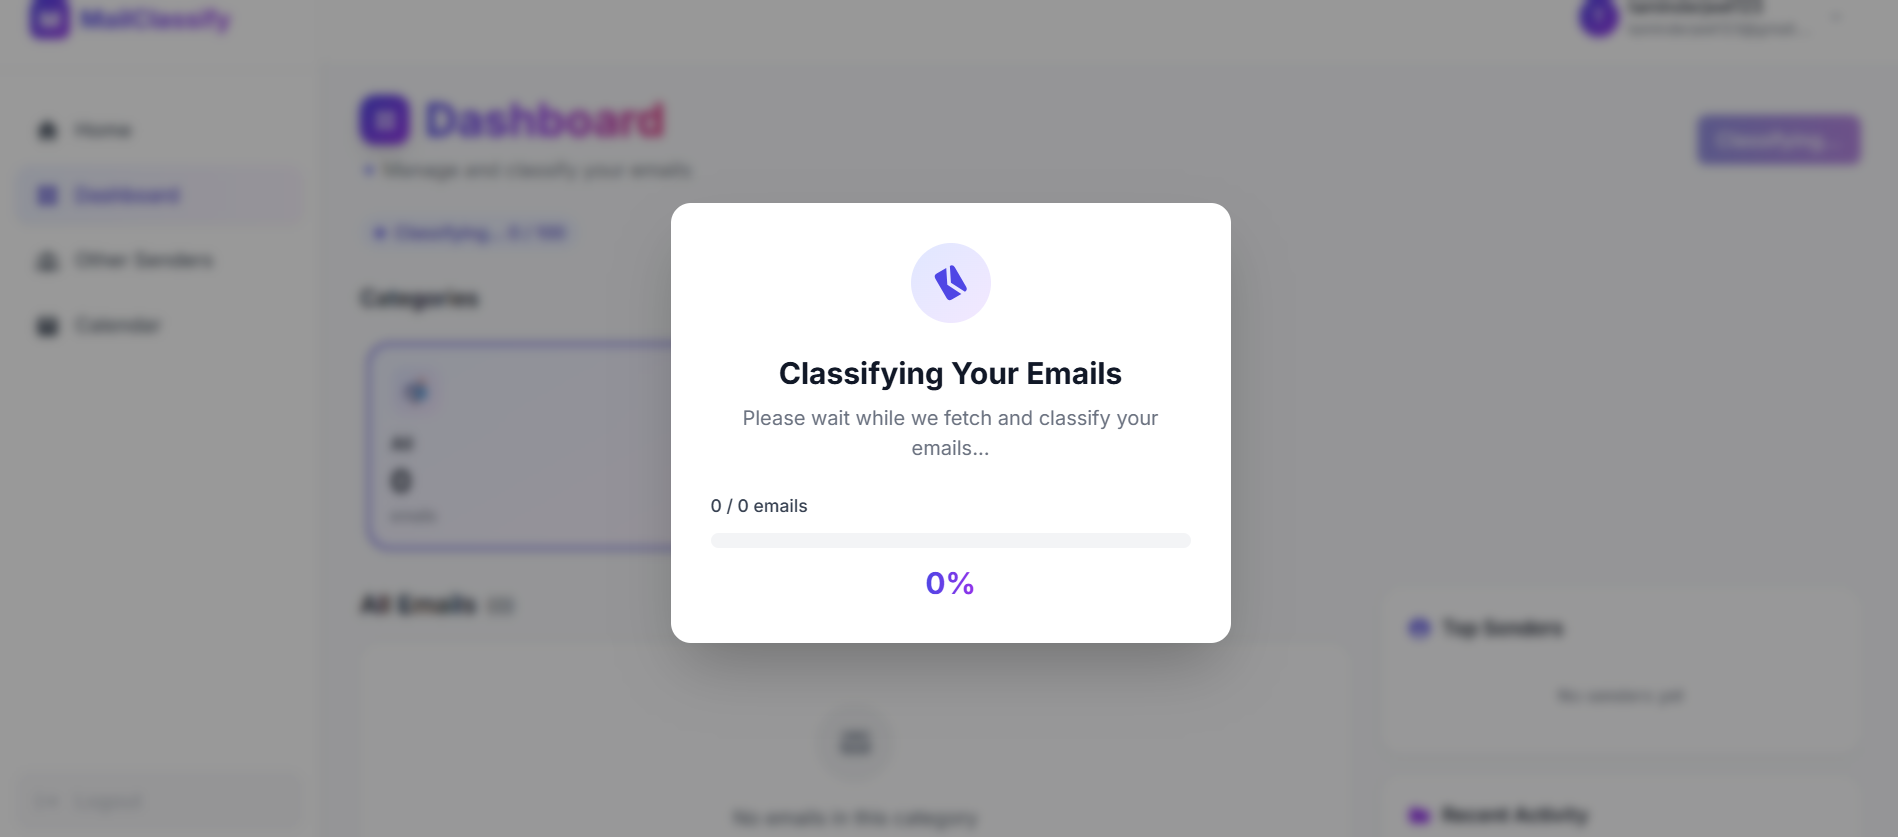 MailClassify
Dashboard
Manage and classify your emails
Home
Dashboard
Other Senders
Calendar
Classifying...
Categories
All
0
emails
Classifying Your Emails
Please wait while we fetch and classify your
emails...
0 / 0 emails
0%
All Emails
No emails in this category
Top Senders
No senders yet
Recent Activity
Logout